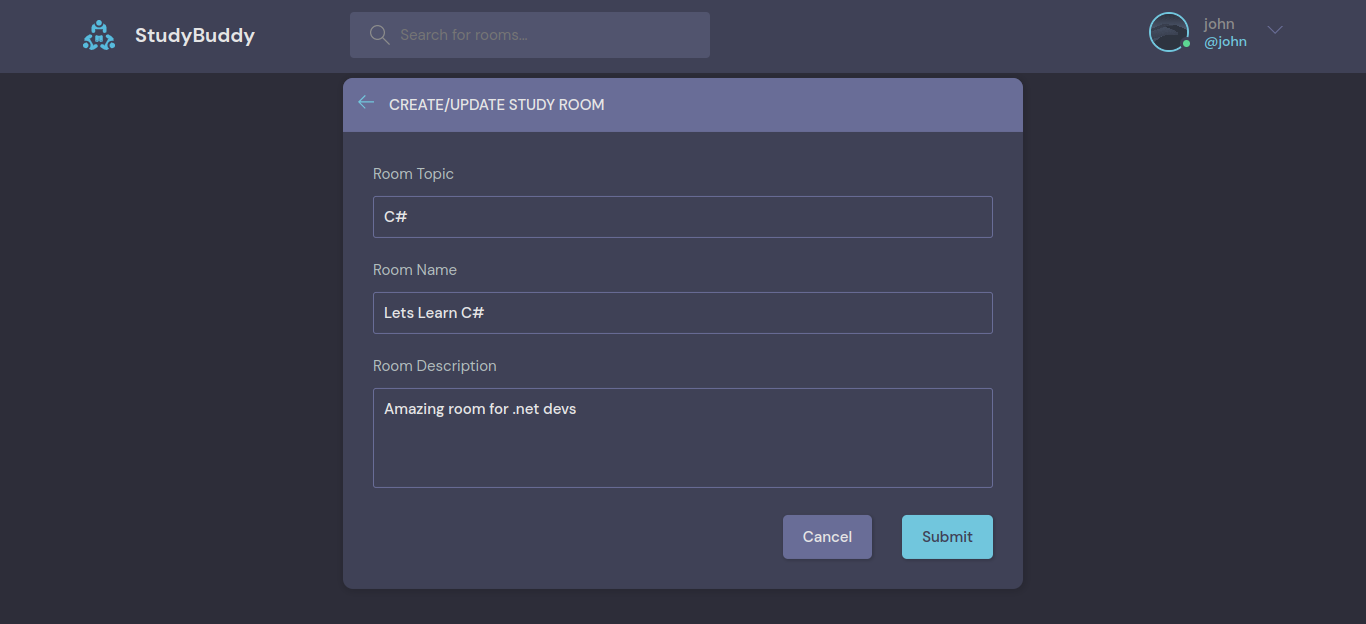 StudyBuddy
Search for rooms...
john
@john
CREATE/UPDATE STUDY ROOM
Room Topic
C#
Room Name
Lets Learn C#
Room Description
Amazing room for .net devs
Cancel
Submit